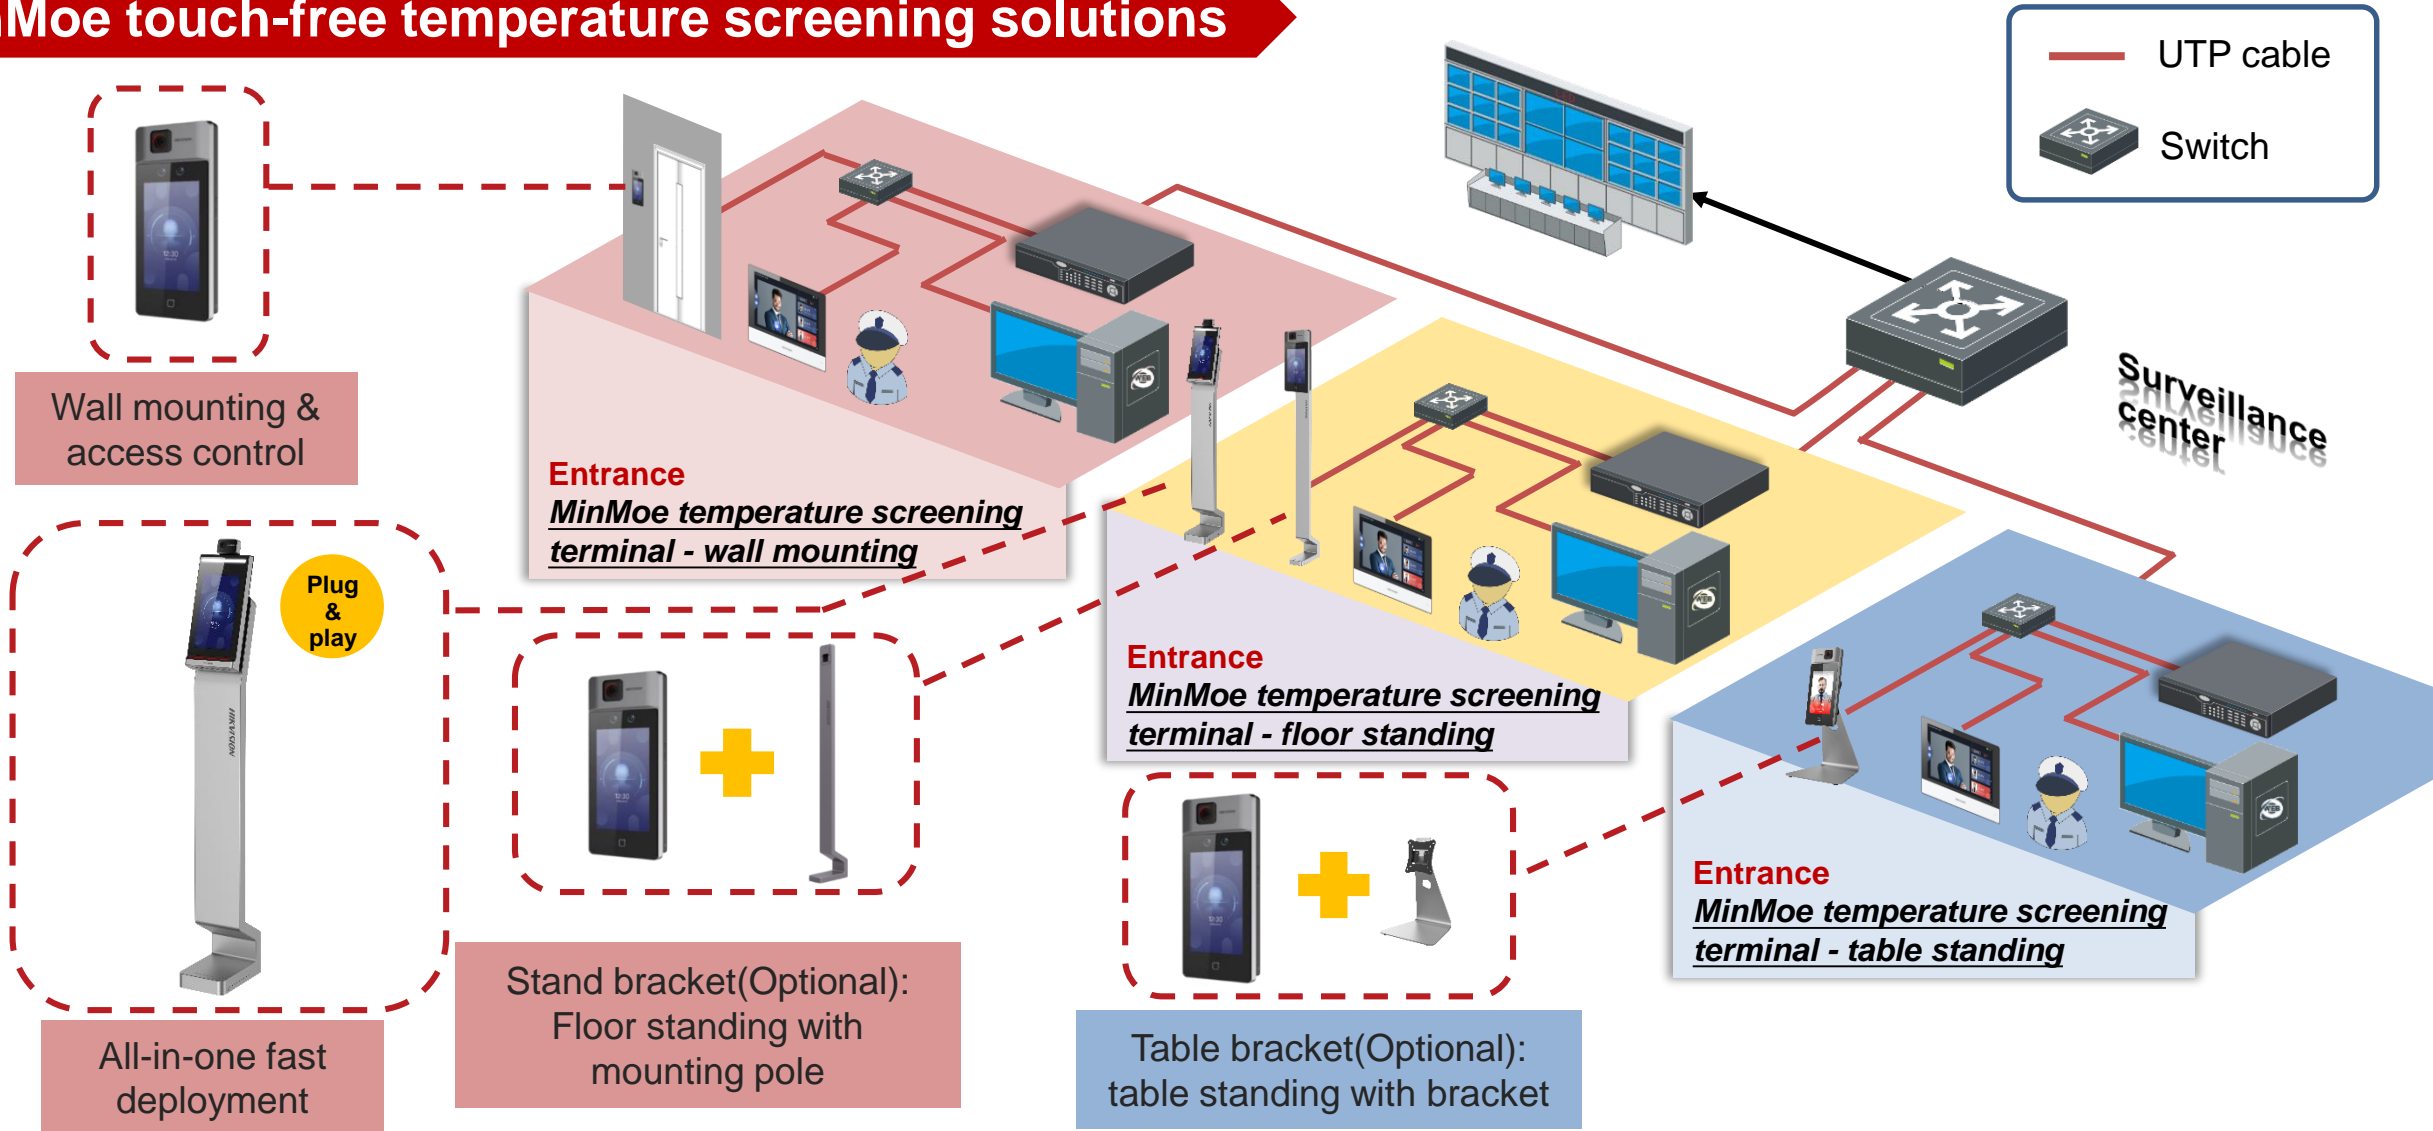 nMoe touch-free temperature screening solutions
UTP cable
Switch
Wall mounting &
access control
Entrance
MinMoe temperature screening
terminal - wall mounting
Surveillance
center
Plug
&
play
HIKVISION
Entrance
MinMoe temperature screening
terminal - floor standing
Entrance
MinMoe temperature screening
terminal - table standing
All-in-one fast
deployment
Stand bracket(Optional):
Floor standing with
mounting pole
Table bracket(Optional):
table standing with bracket